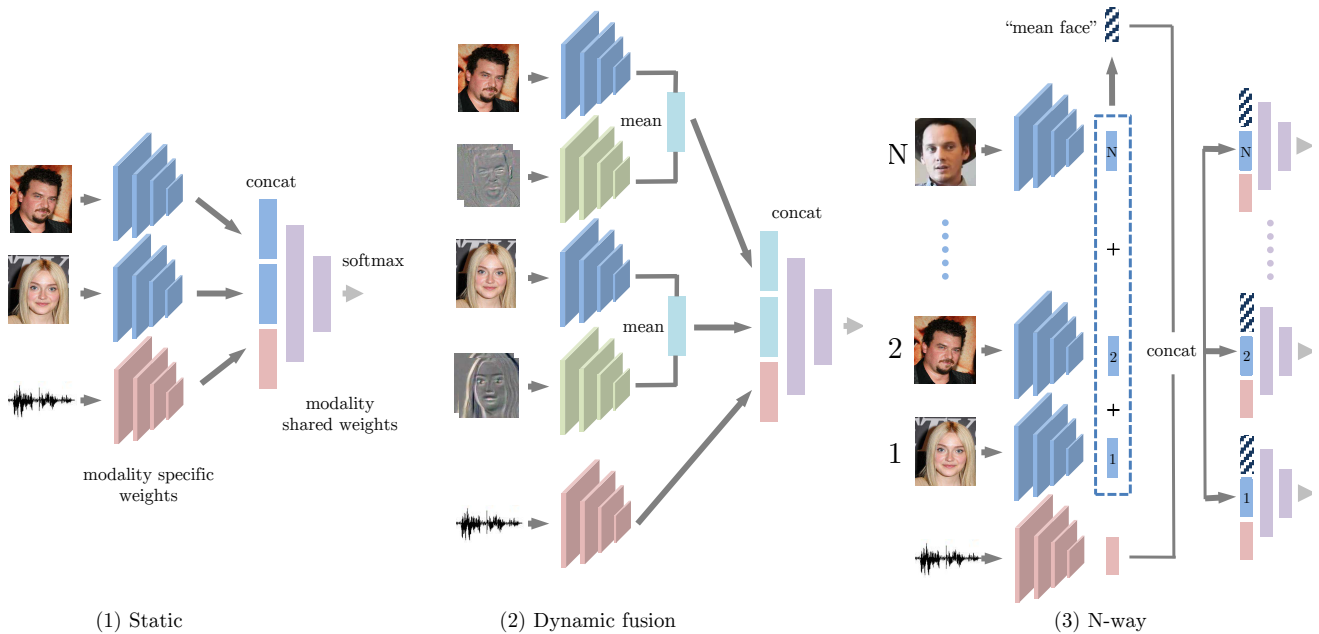 concat
softmax
modality
shared weights
modality specific
weights
(1) Static
mean
concat
mean
(2) Dynamic fusion
“mean face”
N
N
N
+
2
2
concat
2
+
1
1
1
(3) N-way